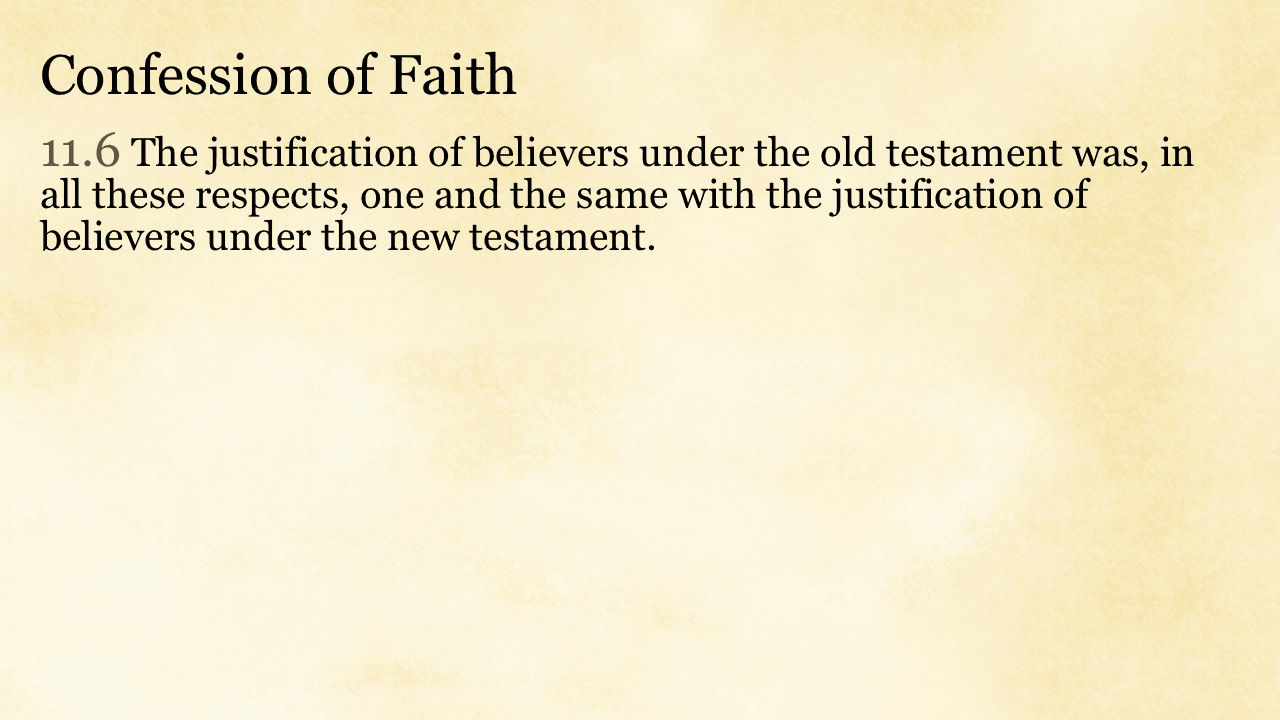 Confession of Faith
11.6 The justification of believers under the old testament was, in
all these respects, one and the same with the justification of
believers under the new testament.